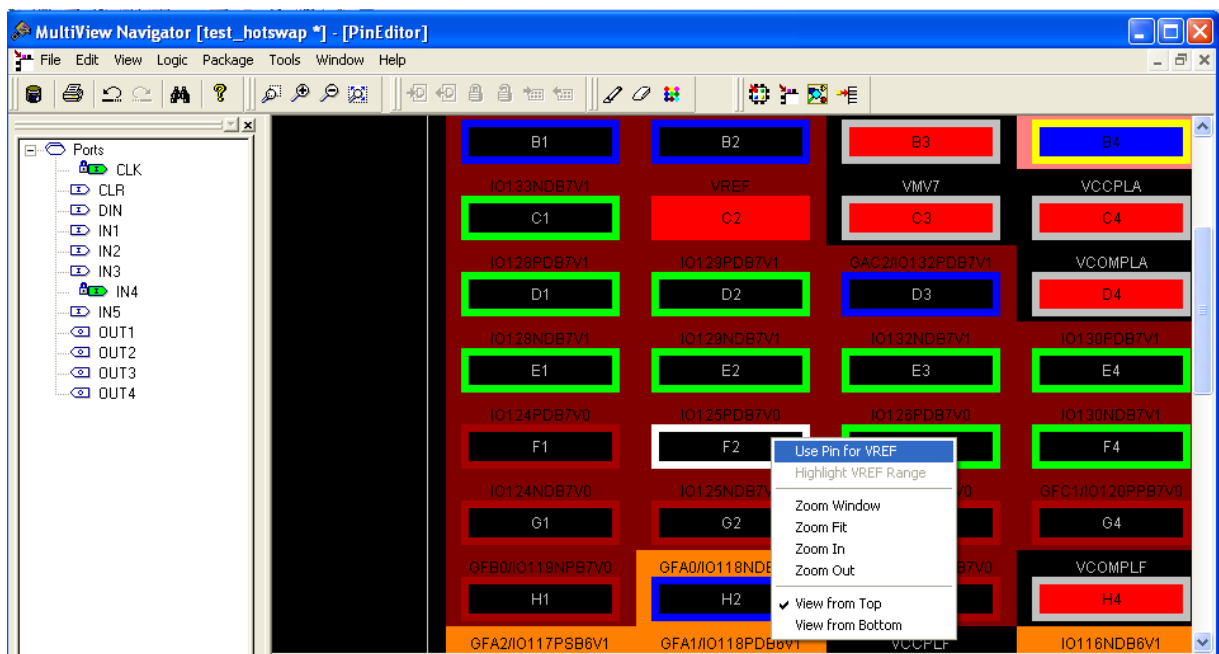 MultiView Navigator [test_hotswap *] - [PinEditor]
File Edit View Logic Package Tools Window Help
Ports
CLK
CLR
DIN
IN1
IN2
IN3
IN4
IN5
OUT1
OUT2
OUT3
OUT4
B1 B2 B3 B4
IO133NDB7V1 VREF VMV7 VCCPLA
C1 C2 C3 C4
IO128PDB7V1 IO129PDB7V1 GAC2/IO132PDB7V1 VCOMPLA
D1 D2 D3 D4
IO128NDB7V1 IO129NDB7V1 IO132NDB7V1 IO130PDB7V1
E1 E2 E3 E4
IO124PDB7V0 IO125PDB7V0 IO126PDB7V0 IO130NDB7V1
F1 F2 F4
IO124NDB7V0 IO125NDB7V V0 GFC1/IO120PPB7V0
G1 G2 G4
GFB0/IO119NPB7V0 GFA0/IO118NDB B7V0 VCOMPLF
H1 H2 H4
GFA2/IO117PSB6V1 GFA1/IO118PDB6V1 VCCPLF IO116NDB6V1
Use Pin for VREF
Highlight VREF Range
Zoom Window
Zoom Fit
Zoom In
Zoom Out
View from Top
View from Bottom